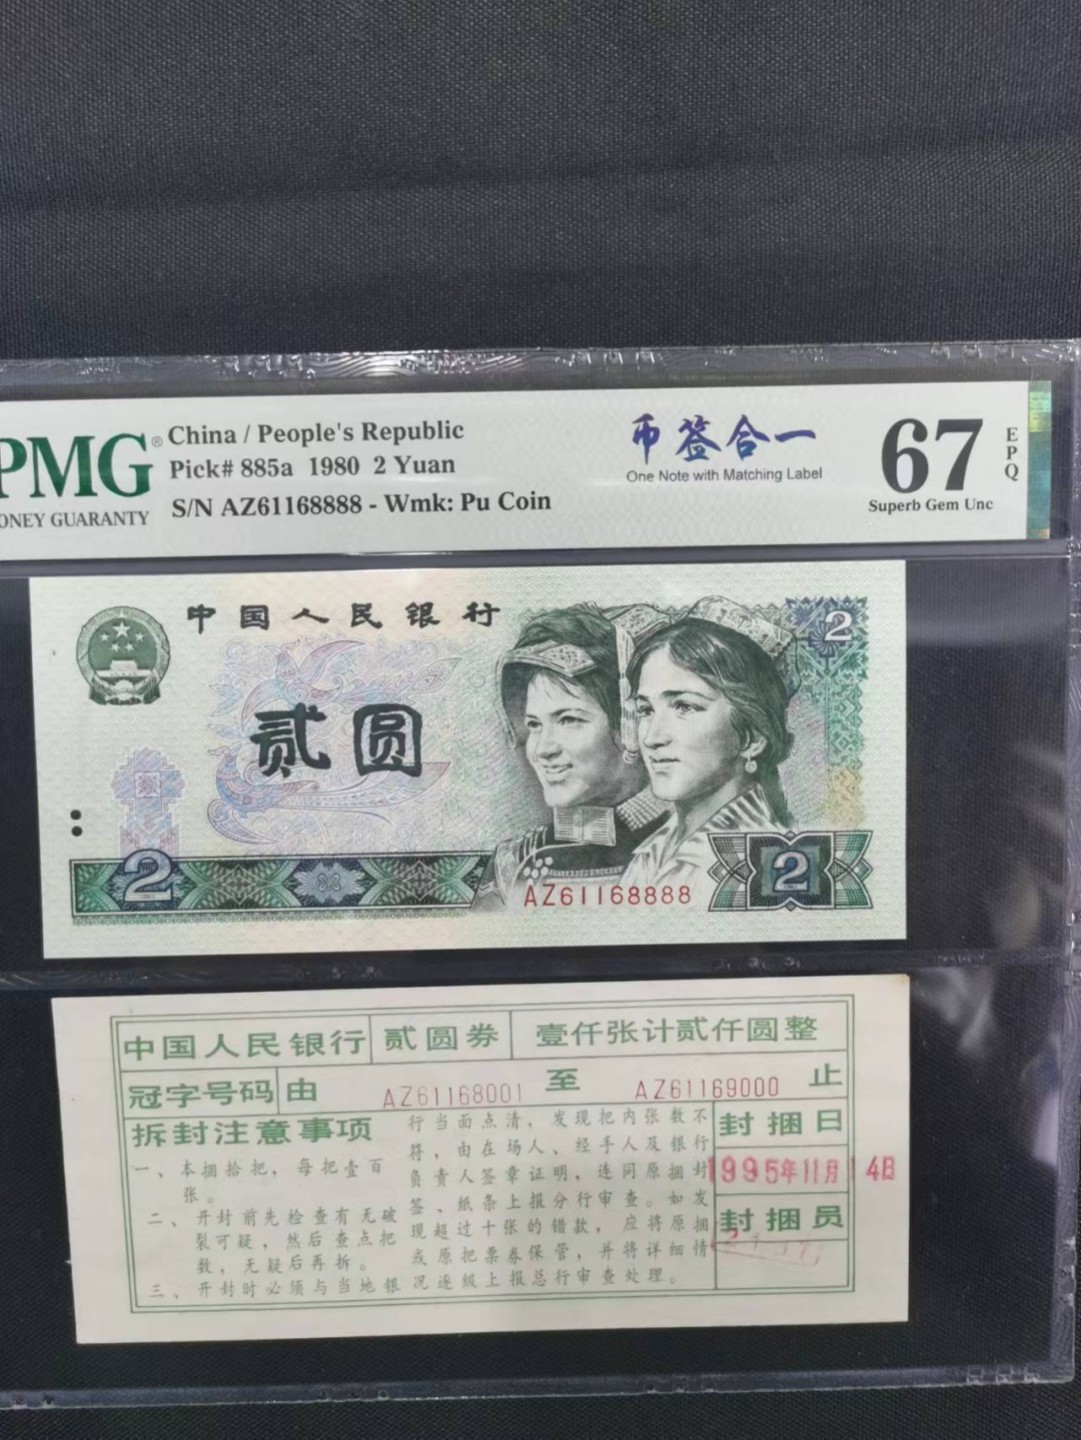 PMG®
China / People's Republic
Pick# 885a 1980 2 Yuan
S/N AZ61168888 - Wmk: Pu Coin
ONEY GUARANTY
币签合一
One Note with Matching Label
67
EPQ
Superb Gem Unc
中国人民银行
2
贰圆
2
AZ61168888
2
中国人民银行 贰圆券 壹仟张计贰仟圆整
冠字号码 由 AZ61168001 至 AZ61169000 止
拆封注意事项
一、本捆拾把，每把壹百
张。
二、开封前先检查有无破
裂可疑，然后查点把
数，无疑后再拆。
三、开封时必须与当地银
行当面点清，发现把内张数不
符，由在场人、经手人及银行
负责人签章证明，连同原捆封
签、纸条上报分行审查。如发
现超过十张的错款，应将原捆
或原把票券保管，并将详细情
况逐级上报总行审查处理。
封捆日
1995年11月14日
封捆员